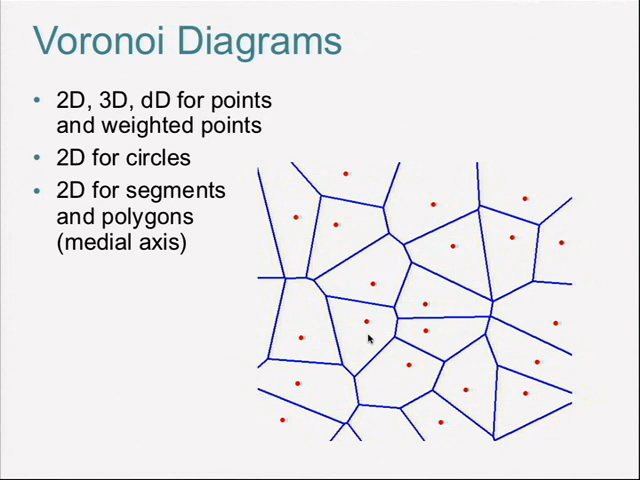 Voronoi Diagrams
• 2D, 3D, dD for points
and weighted points
• 2D for circles
• 2D for segments
and polygons
(medial axis)